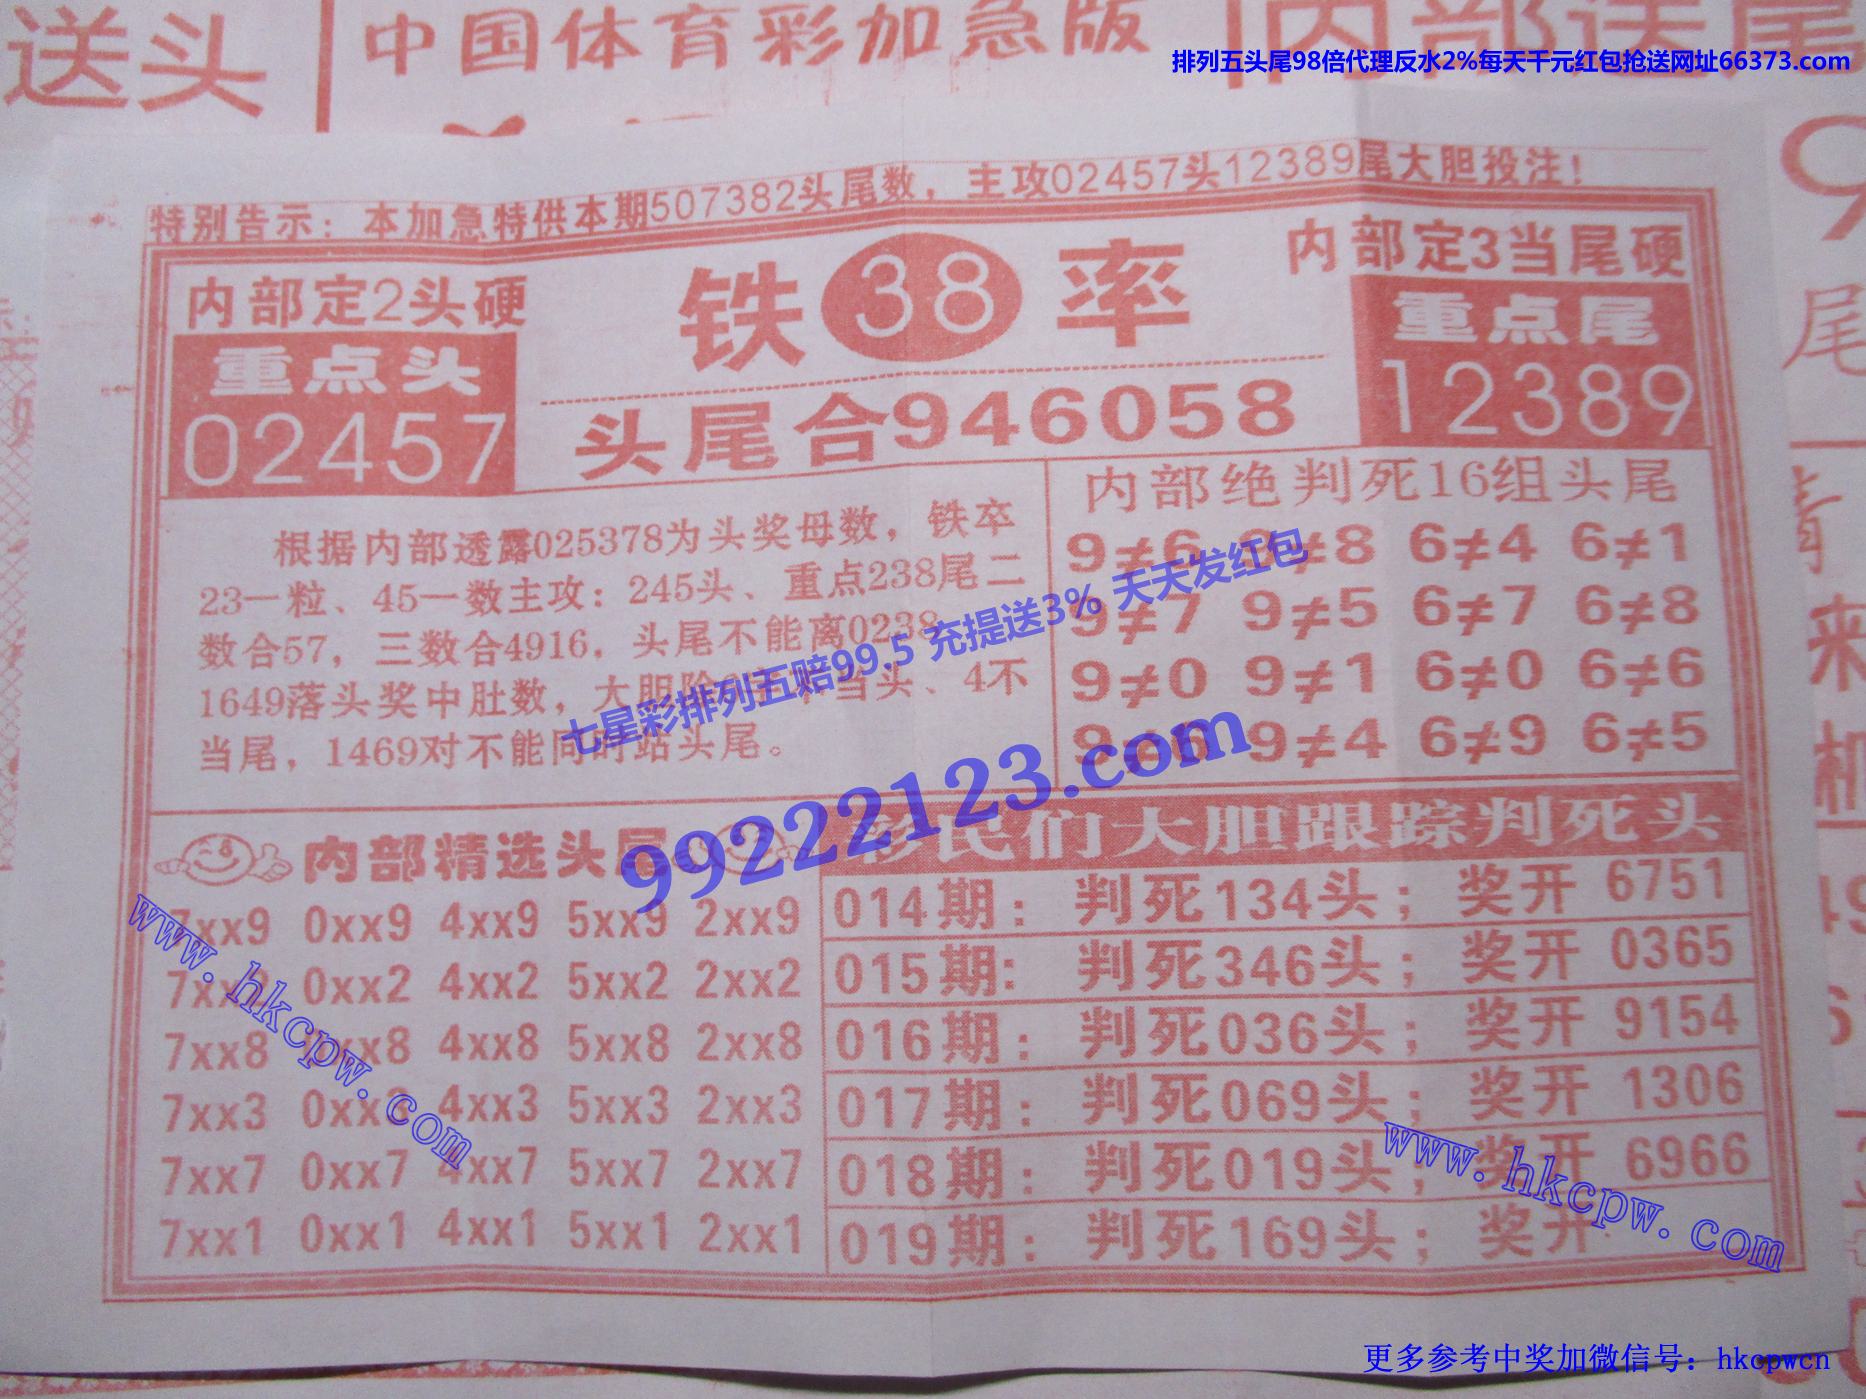 送头
中国体育彩加急版
内部送尾
排列五头尾98倍代理反水2%每天千元红包抢送网址66373.com
特别告示：本加急特供本期507382头尾数，主攻02457头12389尾大胆投注！
内部定2头硬
重点头
02457
铁38率
头尾合946058
内部定3当尾硬
重点尾
12389
根据内部透露025378为头奖母数，铁卒
23一粒、45一数主攻：245头、重点238尾二
数合57，三数合4916，头尾不能离0238
1649落头奖中肚数，大胆 当头、4不
当尾，1469对不能同时站头尾。
内部绝判死16组头尾
9≠6 ≠8 6≠4 6≠1
9≠7 9≠5 6≠7 6≠8
9≠0 9≠1 6≠0 6≠6
9≠6 9≠4 6≠9 6≠5
七星彩排列五赔99.5 充提送3% 天天发红包
99222123.com
内部精选头尾
7xx9 0xx9 4xx9 5xx9 2xx9
7xx2 0xx2 4xx2 5xx2 2xx2
7xx8 0xx8 4xx8 5xx8 2xx8
7xx3 0xx3 4xx3 5xx3 2xx3
7xx7 0xx7 4xx7 5xx7 2xx7
7xx1 0xx1 4xx1 5xx1 2xx1
彩民们大胆跟踪判死头
014期：判死134头；奖开 6751
015期：判死346头；奖开 0365
016期：判死036头；奖开 9154
017期：判死069头；奖开 1306
018期：判死019头；奖开 6966
019期：判死169头；奖开
www.hkcpw.com
www.hkcpw.com
9
尾
来
更多参考中奖加微信号：hkcpwcn